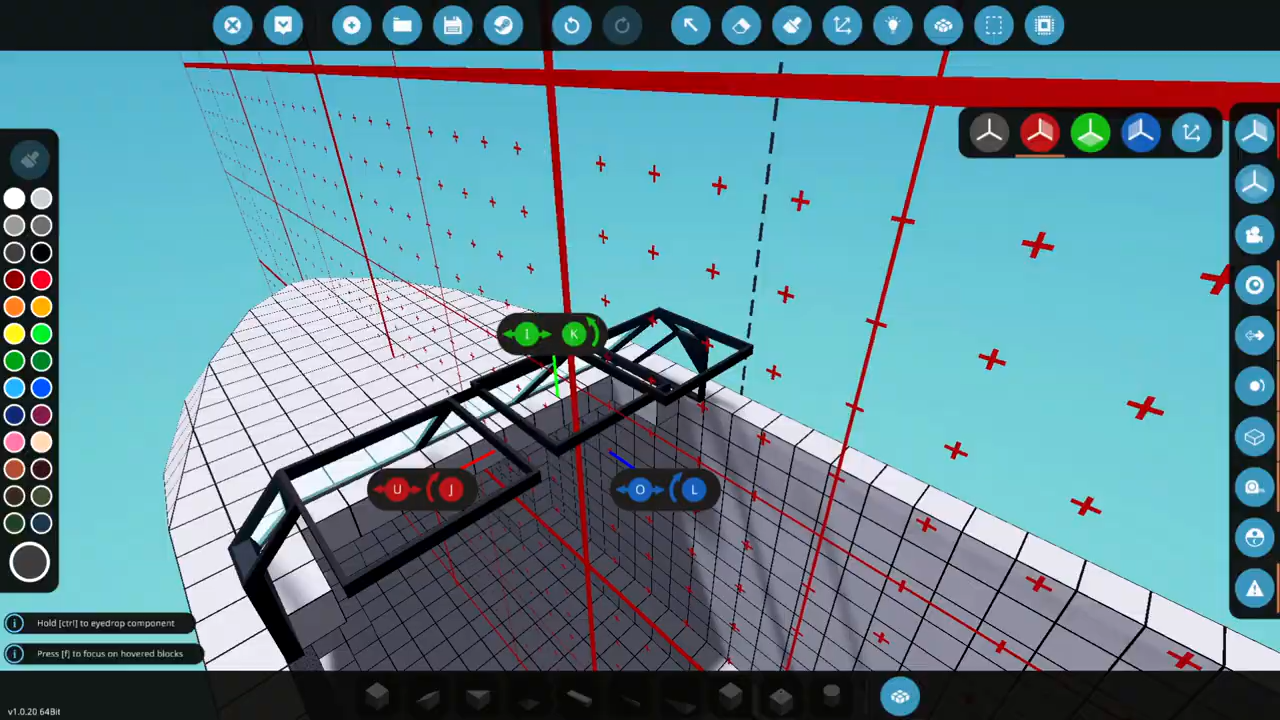 I K
U J
O L
Hold [ctrl] to eyedrop component
Press [f] to focus on hovered blocks
v1.0.20 64Bit